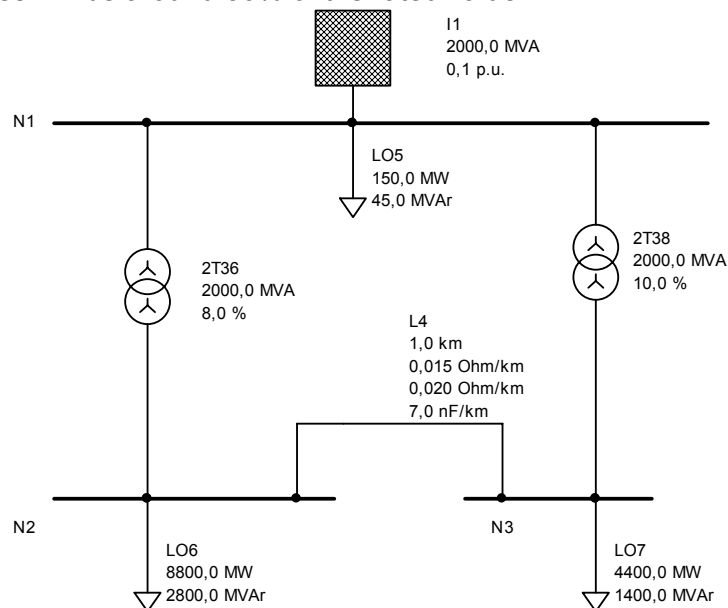 I1
2000,0 MVA
0,1 p.u.
N1
LO5
150,0 MW
45,0 MVAr
2T36
2000,0 MVA
8,0 %
2T38
2000,0 MVA
10,0 %
L4
1,0 km
0,015 Ohm/km
0,020 Ohm/km
7,0 nF/km
N2
N3
LO6
8800,0 MW
2800,0 MVAr
LO7
4400,0 MW
1400,0 MVAr